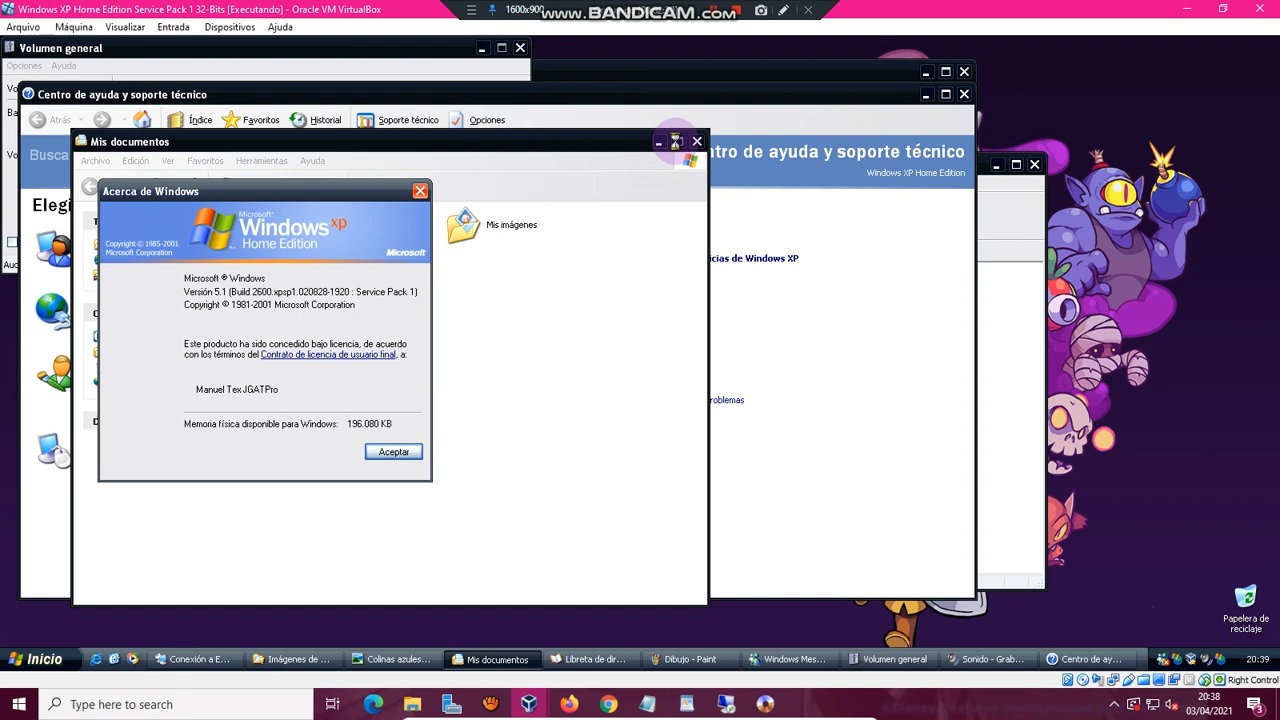 Windows XP Home Edition Service Pack 1 32-Bits [Ejecutando] - Oracle VM VirtualBox
1600x900
www.BANDICAM.com
Archivo Máquina Visualizar Entrada Dispositivos Ajuda
Volumen general
Opciones Ayuda
Centro de ayuda y soporte técnico
Atrás Índice Favoritos Historial Soporte técnico Opciones
Busca
ntro de ayuda y soporte técnico
Windows XP Home Edition
Mis documentos
Archivo Edición Ver Favoritos Herramientas Ayuda
Elegi
Acerca de Windows
Microsoft
Windows xp
Home Edition
Copyright © 1985-2001
Microsoft Corporation
Microsoft
Mis imágenes
icias de Windows XP
roblemas
Microsoft ® Windows
Versión 5.1 (Build 2600.xpsp1.020828-1920 : Service Pack 1)
Copyright © 1981-2001 Microsoft Corporation
Este producto ha sido concedido bajo licencia, de acuerdo
con los términos del Contrato de licencia de usuario final, a:
Manuel Tex JGATPro
Memoria física disponible para Windows: 196.080 KB
Aceptar
Papelera de
reciclaje
Inicio
Conexión a E...
Imágenes de ...
Colinas azules...
Mis documentos
Libreta de dir...
Dibujo - Paint
Windows Mes...
Volumen general
Sonido - Grab...
Centro de ay...
20:39
Right Control
Type here to search
20:38
03/04/2021
3